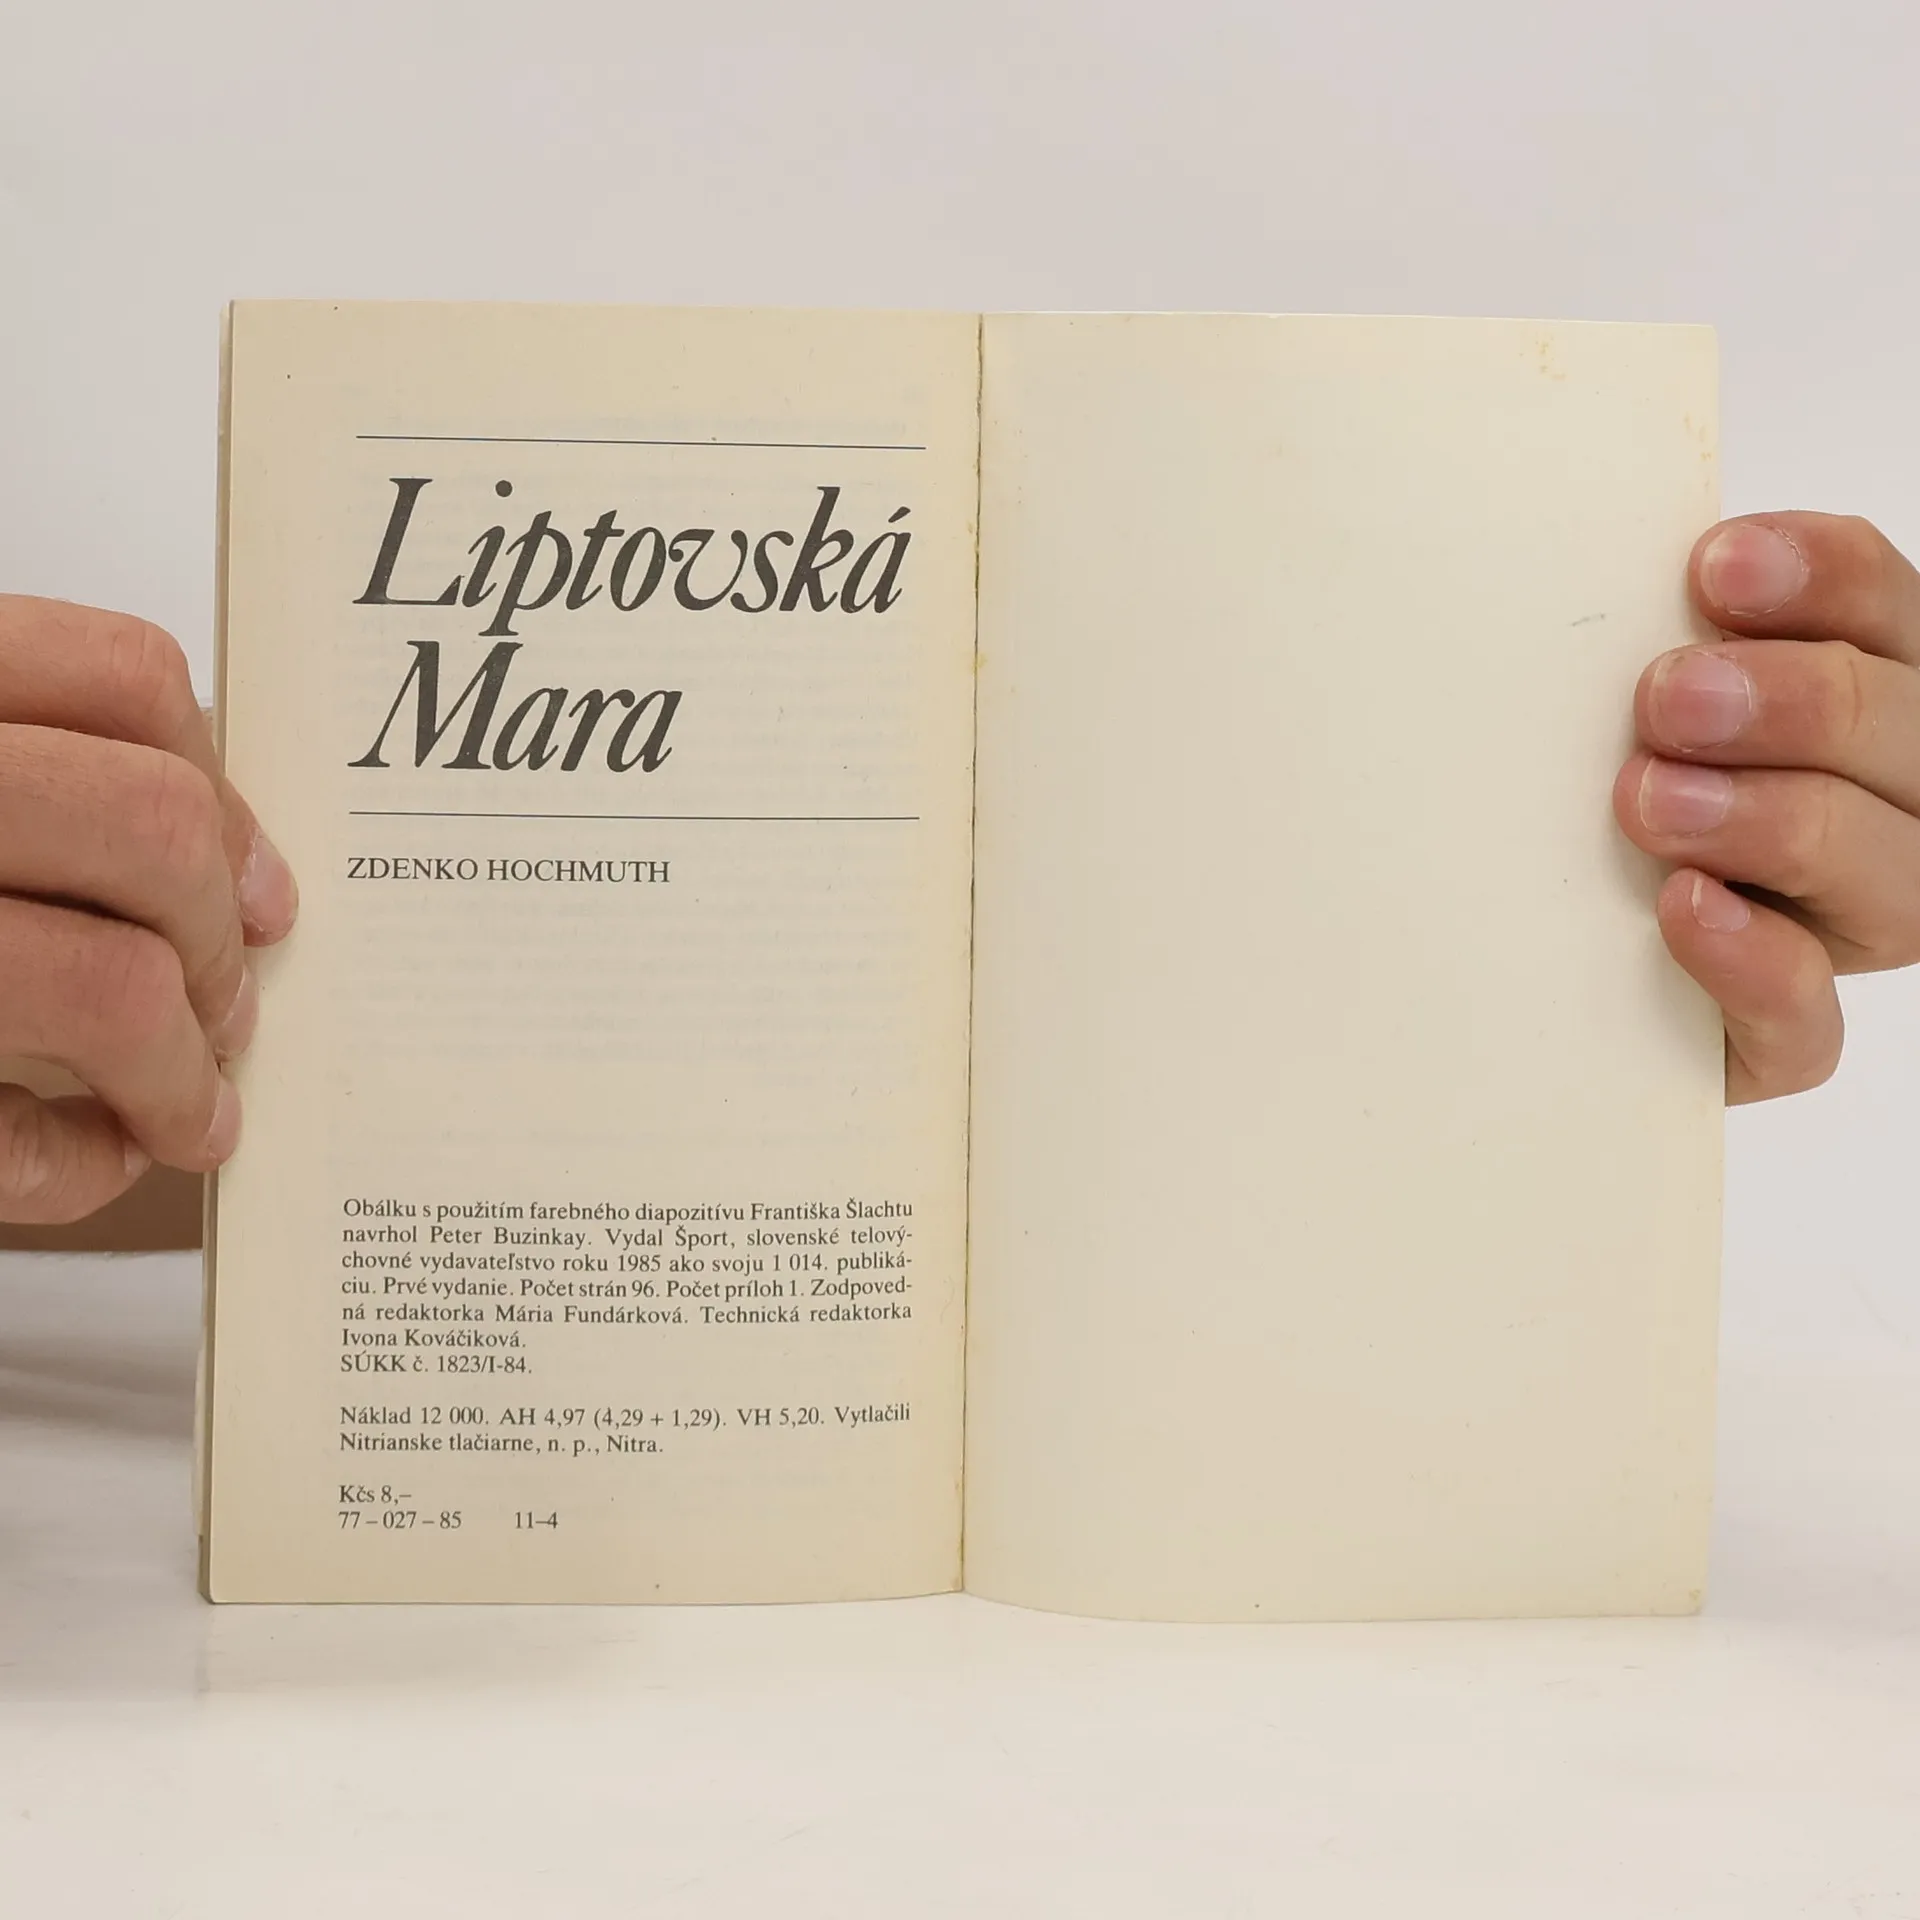 Liptovská
Mara
ZDENKO HOCHMUTH
Obálku s použitím farebného diapozitívu Františka Šlachtu
navrhol Peter Buzinkay. Vydal Šport, slovenské telový-
chovné vydavateľstvo roku 1985 ako svoju 1 014. publiká-
ciu. Prvé vydanie. Počet strán 96. Počet príloh 1. Zodpoved-
ná redaktorka Mária Fundárková. Technická redaktorka
Ivona Kováčiková.
SÚKK č. 1823/I-84.
Náklad 12 000. AH 4,97 (4,29 + 1,29). VH 5,20. Vytlačili
Nitrianske tlačiarne, n. p., Nitra.
Kčs 8,–
77 – 027 – 85 11–4